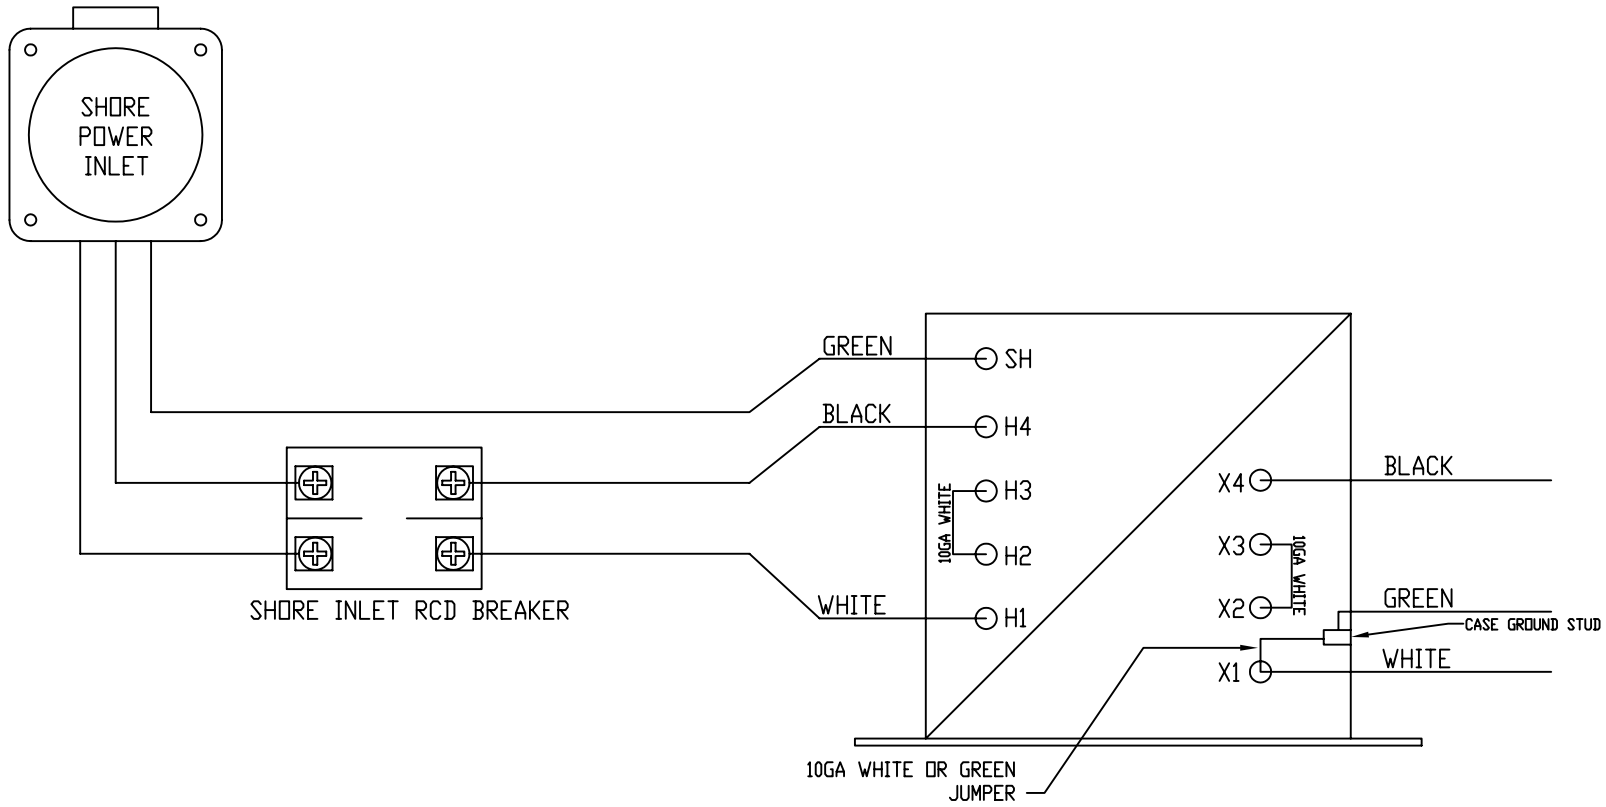 SHORE
POWER
INLET
GREEN
SH
BLACK
H4
10GA WHITE
H3
H2
WHITE
H1
SHORE INLET RCD BREAKER
X4
BLACK
X3
10GA WHITE
X2
GREEN
CASE GROUND STUD
X1
WHITE
10GA WHITE OR GREEN
JUMPER